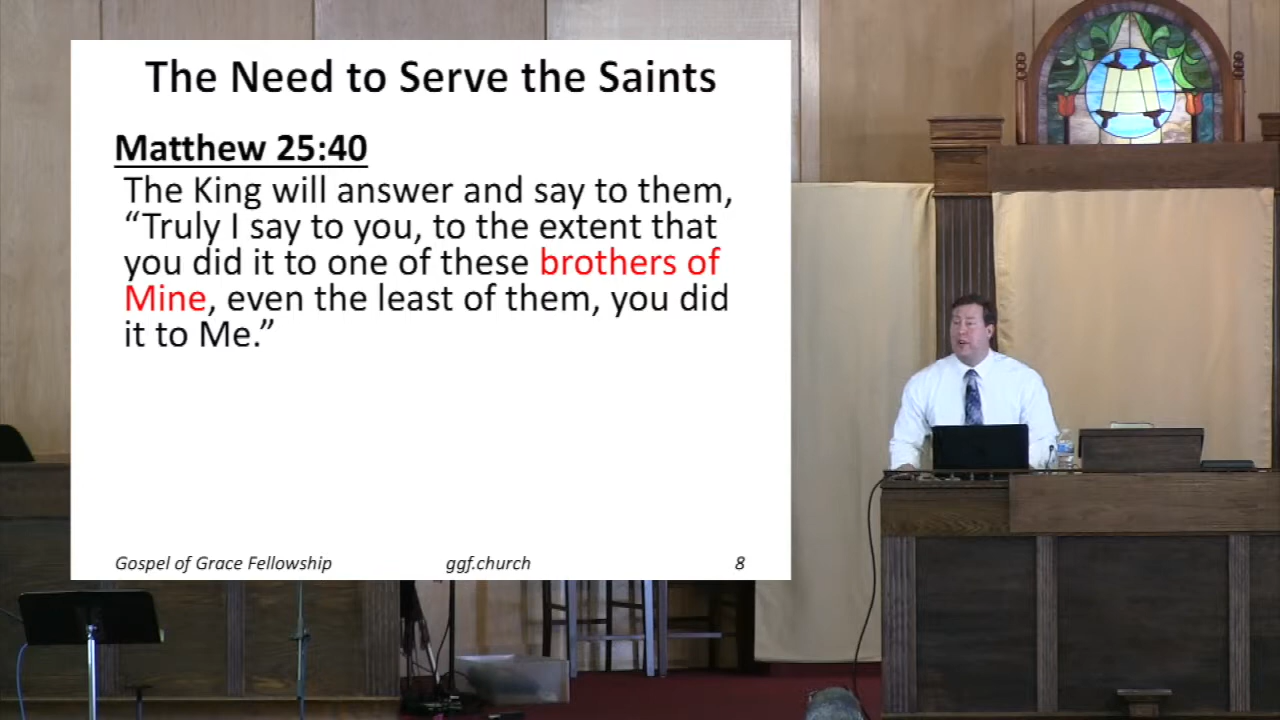 The Need to Serve the Saints
Matthew 25:40
The King will answer and say to them,
“Truly I say to you, to the extent that
you did it to one of these brothers of
Mine, even the least of them, you did
it to Me.”
Gospel of Grace Fellowship ggf.church 8